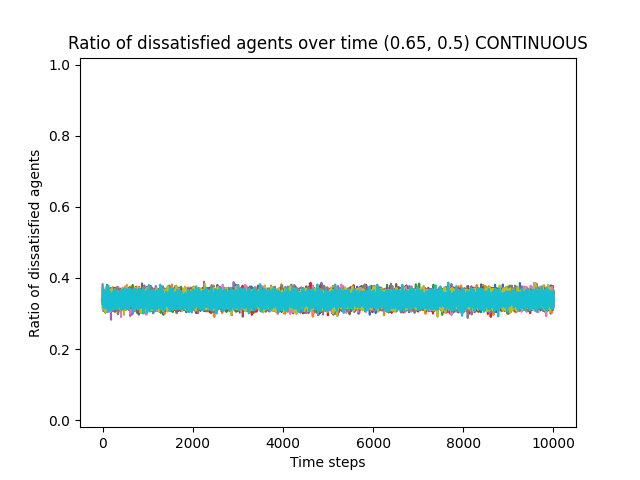 Ratio of dissatisfied agents over time (0.65, 0.5) CONTINUOUS
1.0
0.8
0.6
0.4
0.2
0.0
Ratio of dissatisfied agents
0 2000 4000 6000 8000 10000
Time steps